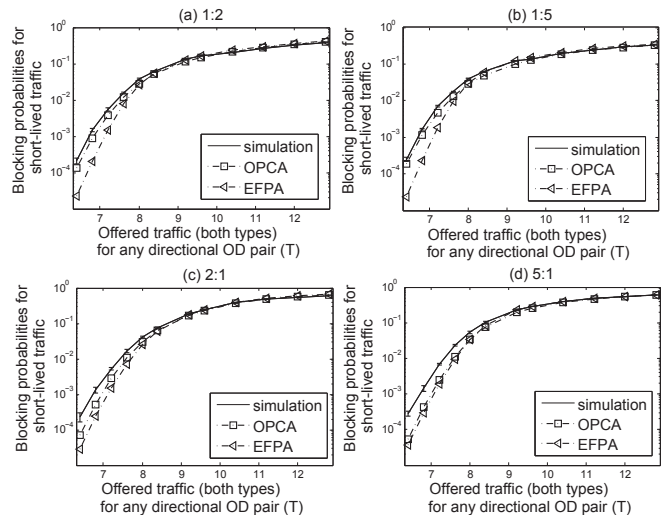 (a) 1:2
Blocking probabilities for
short-lived traffic
10^0
10^-1
10^-2
10^-3
10^-4
simulation
OPCA
EFPA
7 8 9 10 11 12
Offered traffic (both types)
for any directional OD pair (T)
(b) 1:5
Blocking probabilities for
short-lived traffic
10^0
10^-1
10^-2
10^-3
10^-4
simulation
OPCA
EFPA
7 8 9 10 11 12
Offered traffic (both types)
for any directional OD pair (T)
(c) 2:1
Blocking probabilities for
short-lived traffic
10^0
10^-1
10^-2
10^-3
10^-4
simulation
OPCA
EFPA
7 8 9 10 11 12
Offered traffic (both types)
for any directional OD pair (T)
(d) 5:1
Blocking probabilities for
short-lived traffic
10^0
10^-1
10^-2
10^-3
10^-4
simulation
OPCA
EFPA
7 8 9 10 11 12
Offered traffic (both types)
for any directional OD pair (T)